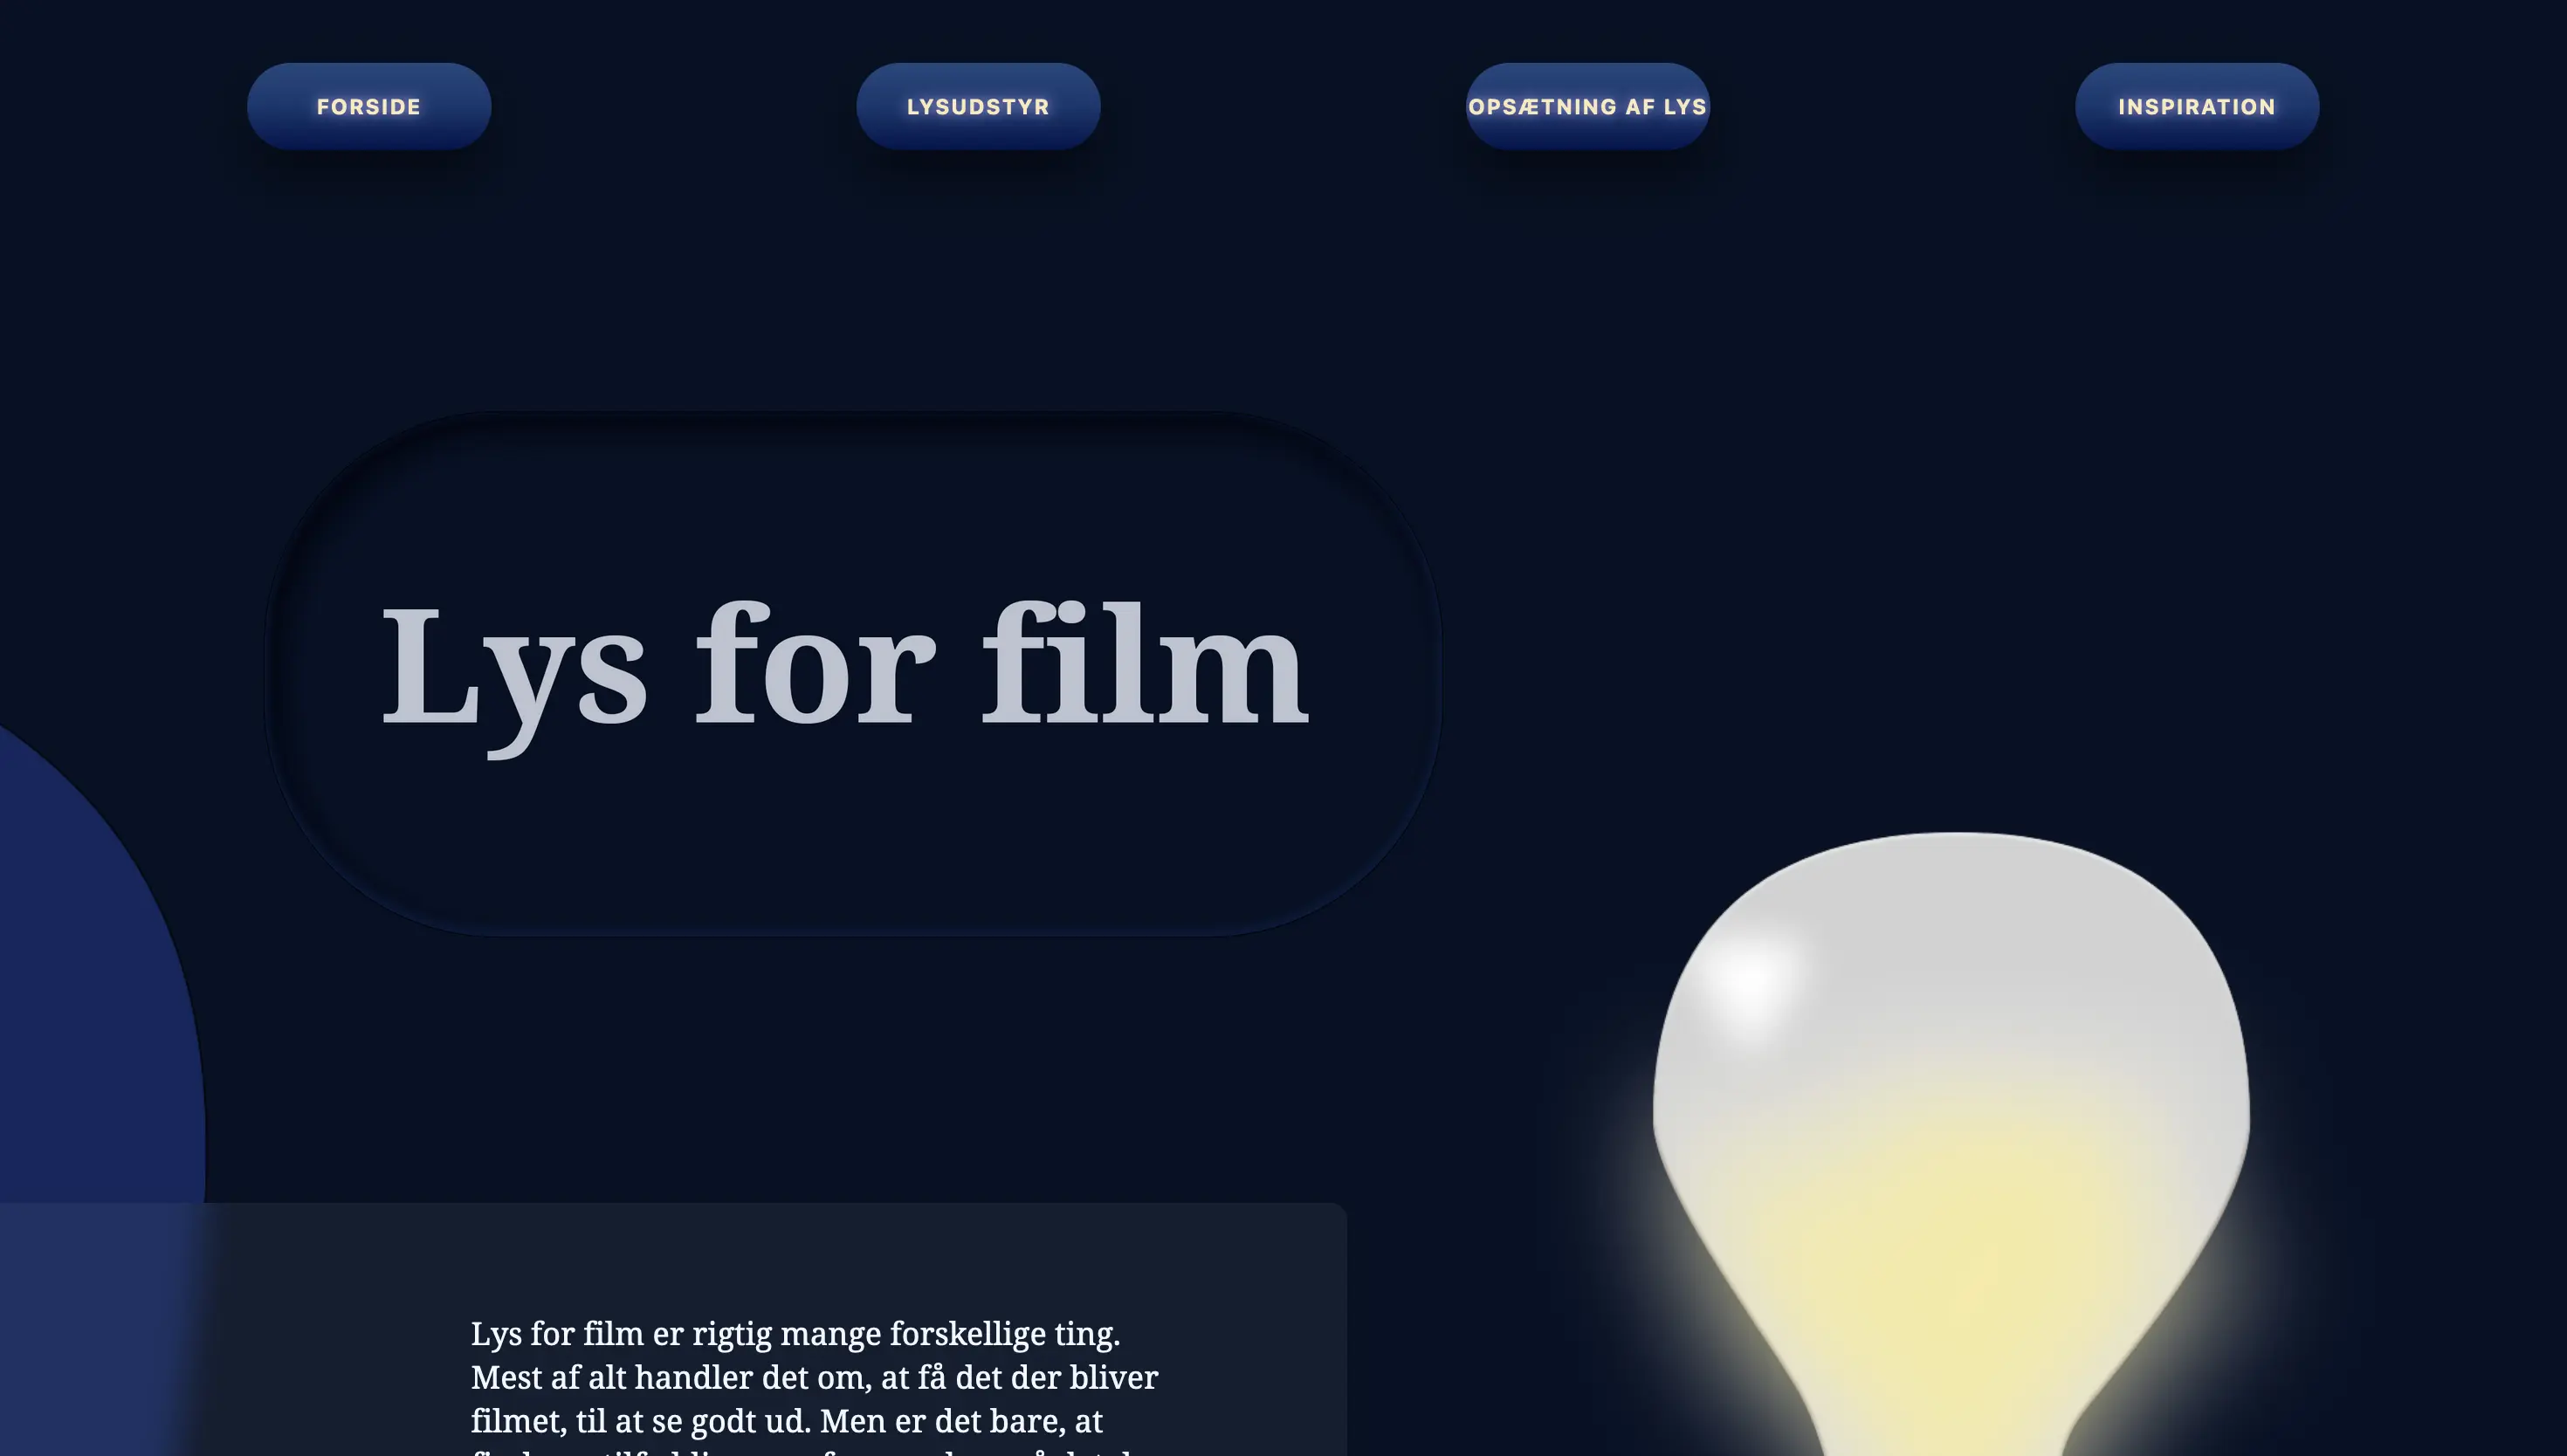 FORSIDE
LYSUDSTYR
OPSÆTNING AF LYS
INSPIRATION
Lys for film
Lys for film er rigtig mange forskellige ting.
Mest af alt handler det om, at få det der bliver
filmet, til at se godt ud. Men er det bare, at